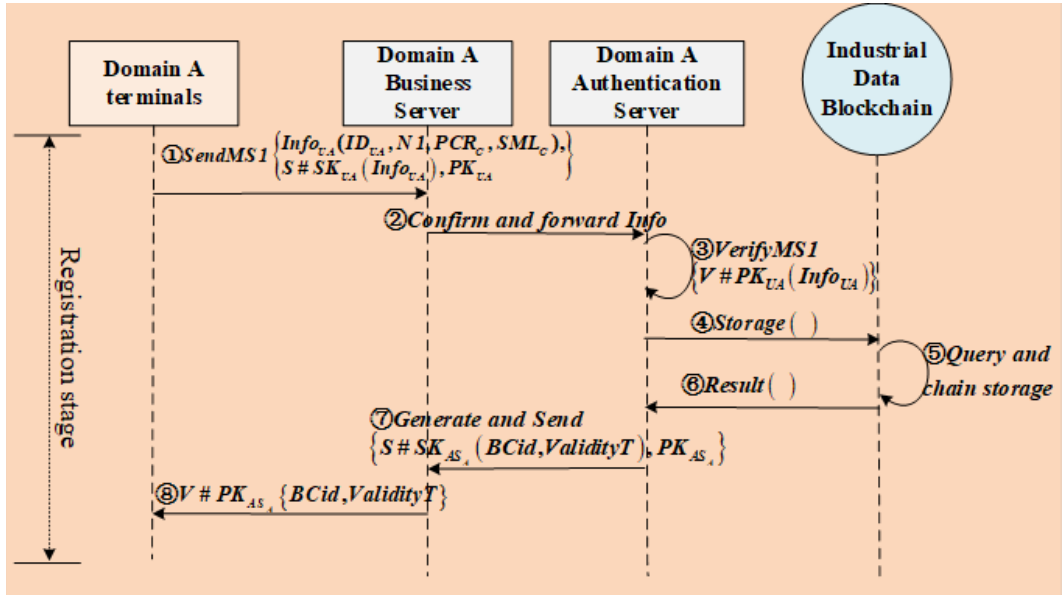 Domain A
terminals
Domain A
Business
Server
Domain A
Authentication
Server
Industrial
Data
Blockchain
Registration stage
①SendMS1 {Info_UA(ID_UA, N1, PCR_C, SML_C),
S # SK_UA(Info_UA), PK_UA}
②Confirm and forward Info
③VerifyMS1
{V # PK_UA(Info_UA)}
④Storage( )
⑤Query and
chain storage
⑥Result( )
⑦Generate and Send
{S # SK_AS_A(BCid,ValidityT), PK_AS_A}
⑧V # PK_AS_A{BCid,ValidityT}